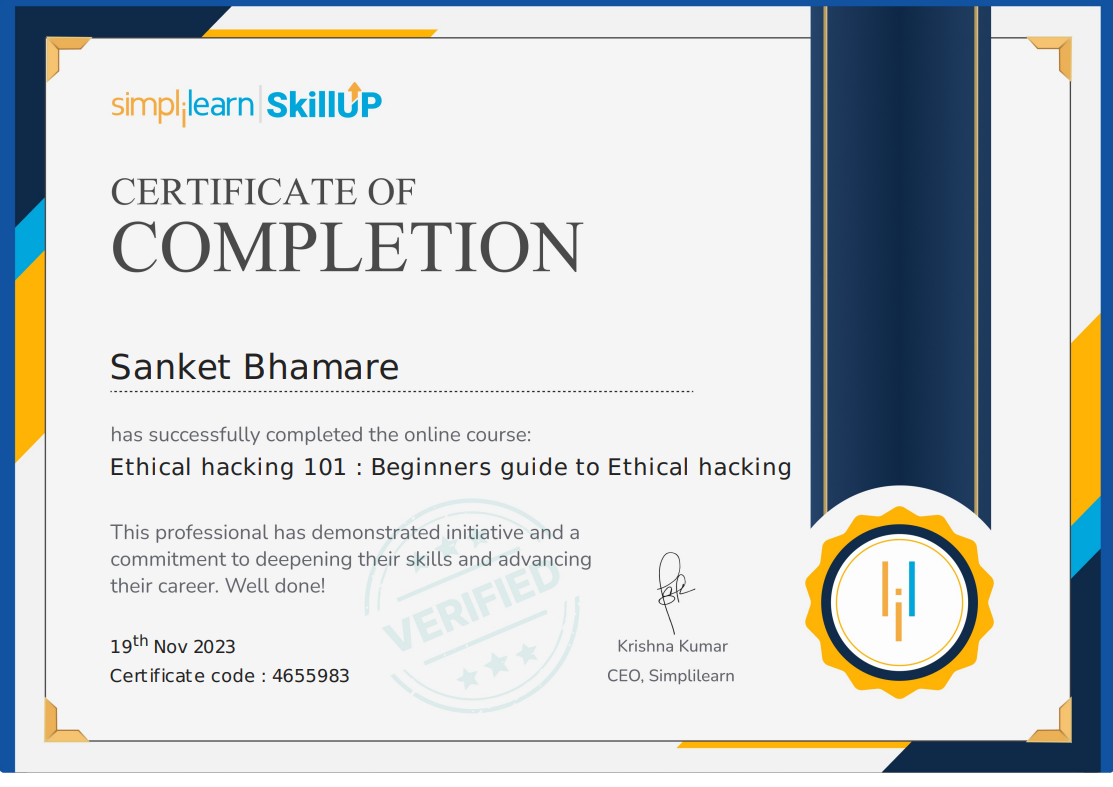 simplilearn | SkillUP
CERTIFICATE OF
COMPLETION
Sanket Bhamare
has successfully completed the online course:
Ethical hacking 101 : Beginners guide to Ethical hacking
This professional has demonstrated initiative and a
commitment to deepening their skills and advancing
their career. Well done!
VERIFIED
19th Nov 2023
Certificate code : 4655983
Krishna Kumar
CEO, Simplilearn